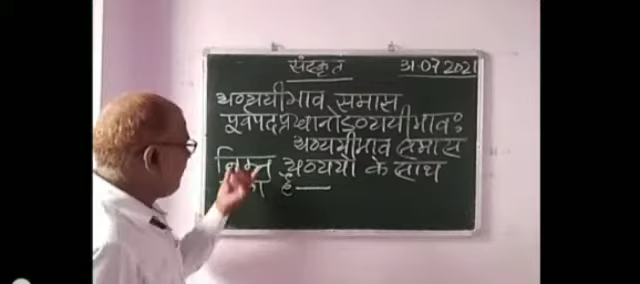 संस्कृत 31.07.2021
अव्ययीभाव समास
पूर्वपदप्रधानोऽव्ययीभावः
अव्ययीभाव समास
निम्न अव्ययों के साथ
है —